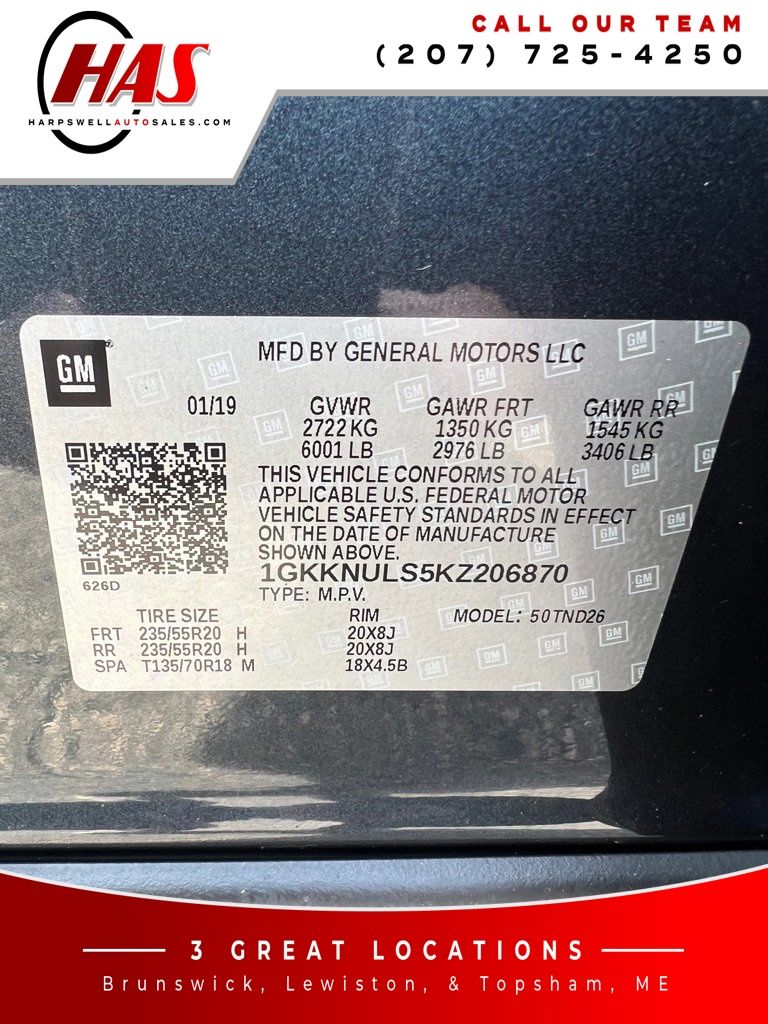 HAS
HARPSWELLAUTOSALES.COM
CALL OUR TEAM
(207) 725-4250
GM
MFD BY GENERAL MOTORS LLC
01/19 GVWR GAWR FRT GAWR RR
2722 KG 1350 KG 1545 KG
6001 LB 2976 LB 3406 LB
THIS VEHICLE CONFORMS TO ALL
APPLICABLE U.S. FEDERAL MOTOR
VEHICLE SAFETY STANDARDS IN EFFECT
ON THE DATE OF MANUFACTURE
SHOWN ABOVE.
626D
1GKKNULS5KZ206870
TYPE: M.P.V.
TIRE SIZE RIM MODEL: 50TND26
FRT 235/55R20 H 20X8J
RR 235/55R20 H 20X8J
SPA T135/70R18 M 18X4.5B
3 GREAT LOCATIONS
Brunswick, Lewiston, & Topsham, ME